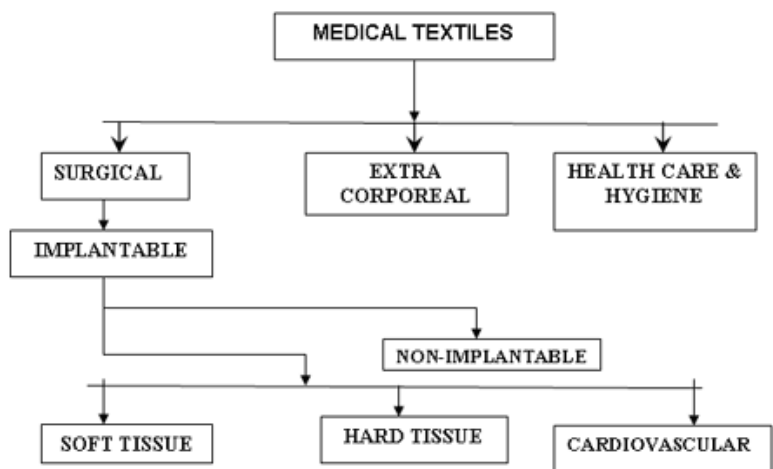 MEDICAL TEXTILES
SURGICAL
EXTRA
CORPOREAL
HEALTH CARE &
HYGIENE
IMPLANTABLE
NON-IMPLANTABLE
SOFT TISSUE
HARD TISSUE
CARDIOVASCULAR